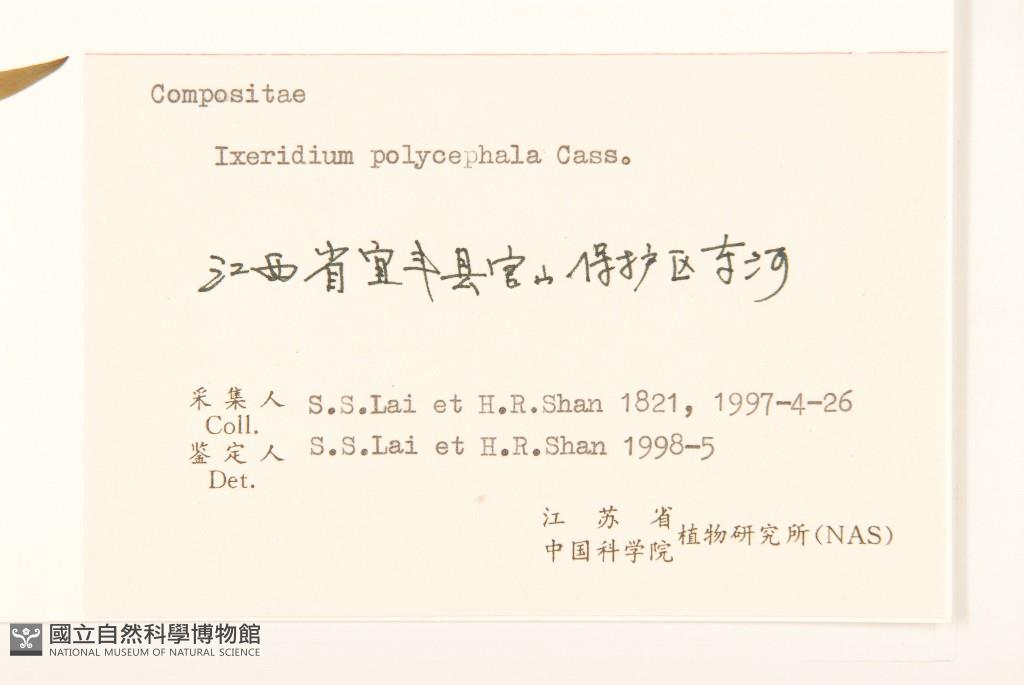 Compositae
Ixeridium polycephala Cass.
江西省宜丰县官山保护区东河
采集人 S.S.Lai et H.R.Shan 1821, 1997-4-26
Coll.
鉴定人 S.S.Lai et H.R.Shan 1998-5
Det.
江苏省
中国科学院 植物研究所(NAS)
國立自然科學博物館
NATIONAL MUSEUM OF NATURAL SCIENCE